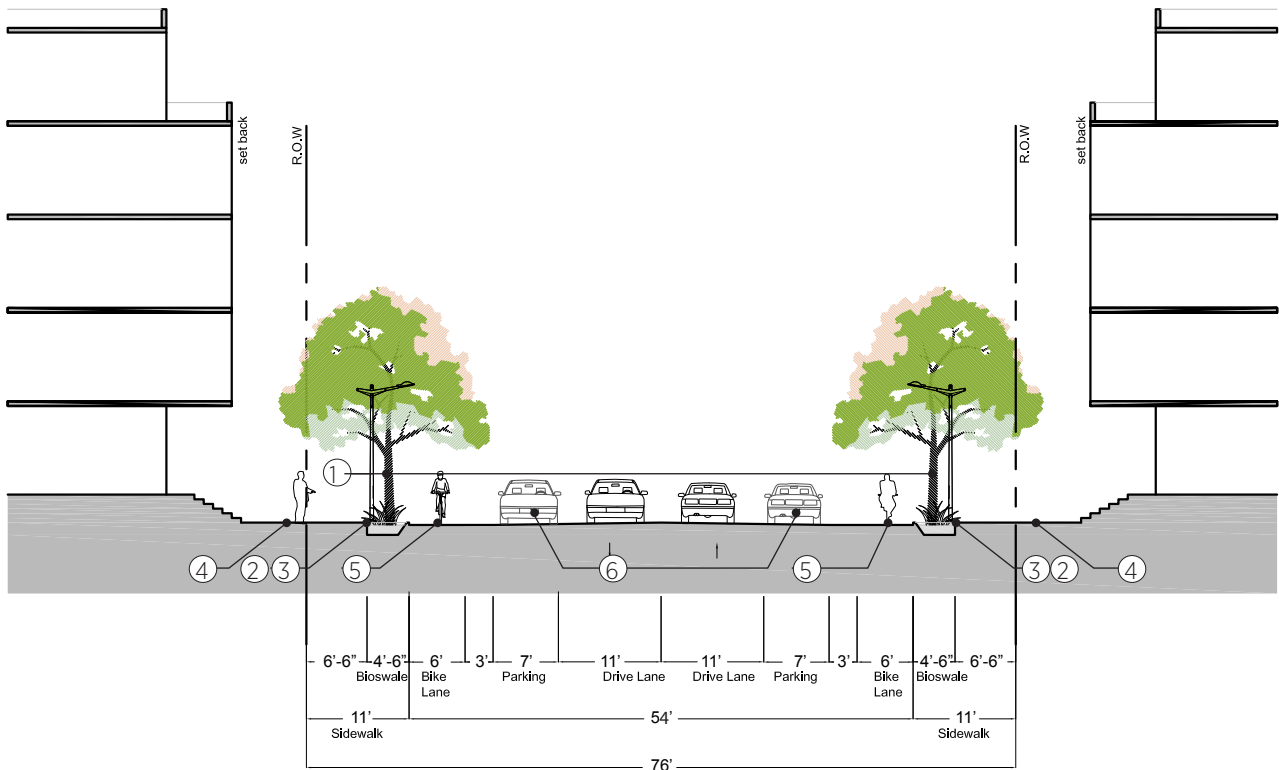 set back
R.O.W
R.O.W
set back
1
4 2 3 5 6 5 3 2 4
6'-6” 4'-6” 6' 3' 7' 11' 11' 7' 3' 6' 4'-6” 6'-6”
Bioswale Bike Parking Drive Lane Drive Lane Parking Bike Bioswale
Lane Lane
11' 54' 11'
Sidewalk Sidewalk
76'